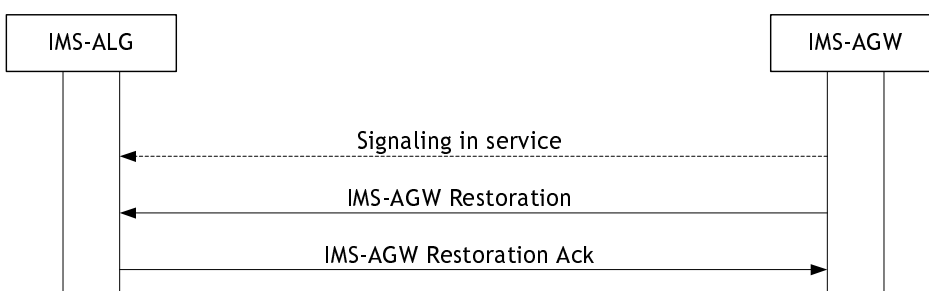 IMS-ALG
IMS-AGW
Signaling in service
IMS-AGW Restoration
IMS-AGW Restoration Ack